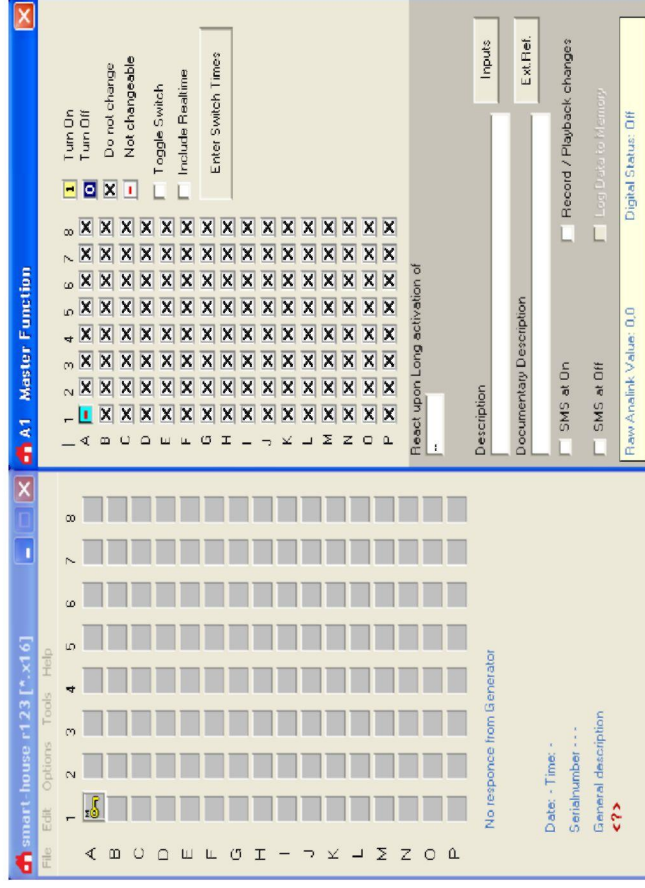 smart-house r123 [*.x16]
File Edit Options Tools Help
1 2 3 4 5 6 7 8
A M
B
C
D
E
F
G
H
I
J
K
L
M
N
O
P
No responce from Generator
Date: - Time: -
Serialnumber - - -
General description
<?>
A1 Master Function
1 2 3 4 5 6 7 8
A - X X X X X X X
B X X X X X X X X
C X X X X X X X X
D X X X X X X X X
E X X X X X X X X
F X X X X X X X X
G X X X X X X X X
H X X X X X X X X
I X X X X X X X X
J X X X X X X X X
K X X X X X X X X
L X X X X X X X X
M X X X X X X X X
N X X X X X X X X
O X X X X X X X X
P X X X X X X X X
1 Turn On
0 Turn Off
X Do not change
- Not changeable
Toggle Switch
Include Realtime
Enter Switch Times
React upon Long activation of
--
Description
Inputs
Documentary Description
Ext.Ref.
SMS at On
Record / Playback changes
SMS at Off
Log Data to Memory
Raw Analink Value: 0,0
Digital Status: Off